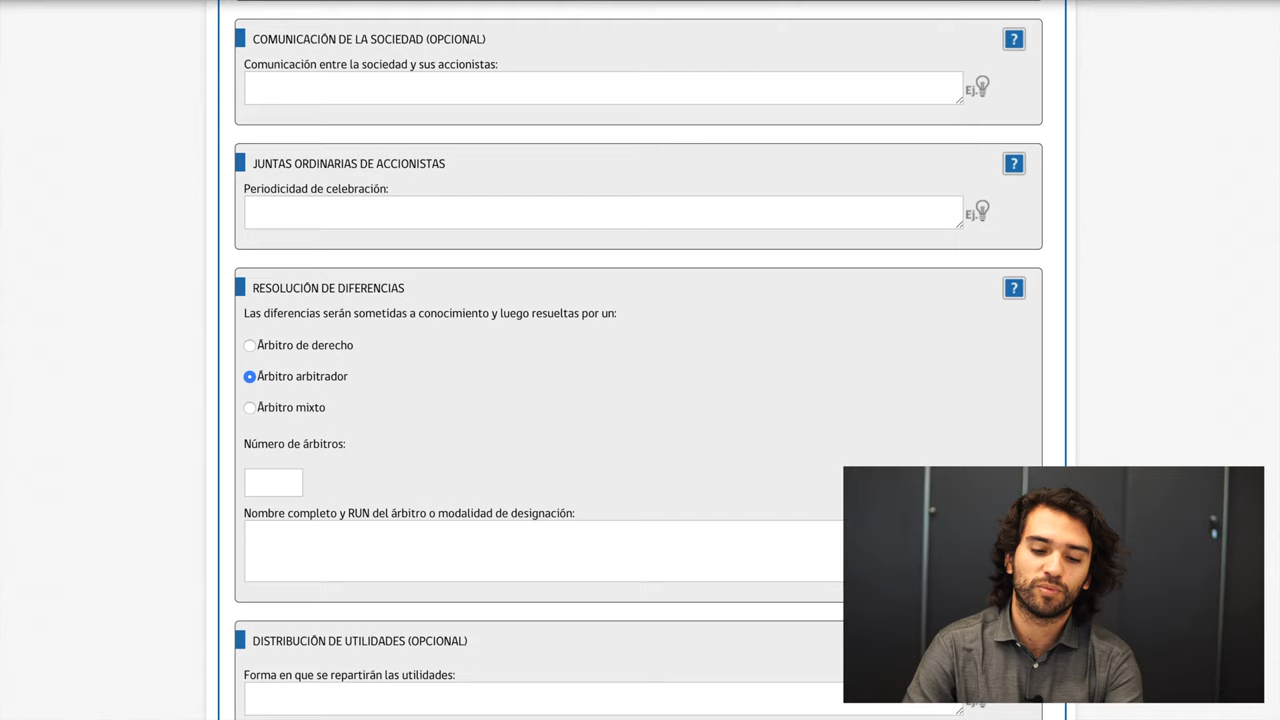 COMUNICACIÓN DE LA SOCIEDAD (OPCIONAL)
?
Comunicación entre la sociedad y sus accionistas:
Ej.
JUNTAS ORDINARIAS DE ACCIONISTAS
?
Periodicidad de celebración:
Ej.
RESOLUCIÓN DE DIFERENCIAS
?
Las diferencias serán sometidas a conocimiento y luego resueltas por un:
Árbitro de derecho
Árbitro arbitrador
Árbitro mixto
Número de árbitros:
Nombre completo y RUN del árbitro o modalidad de designación:
DISTRIBUCIÓN DE UTILIDADES (OPCIONAL)
Forma en que se repartirán las utilidades:
Ej.